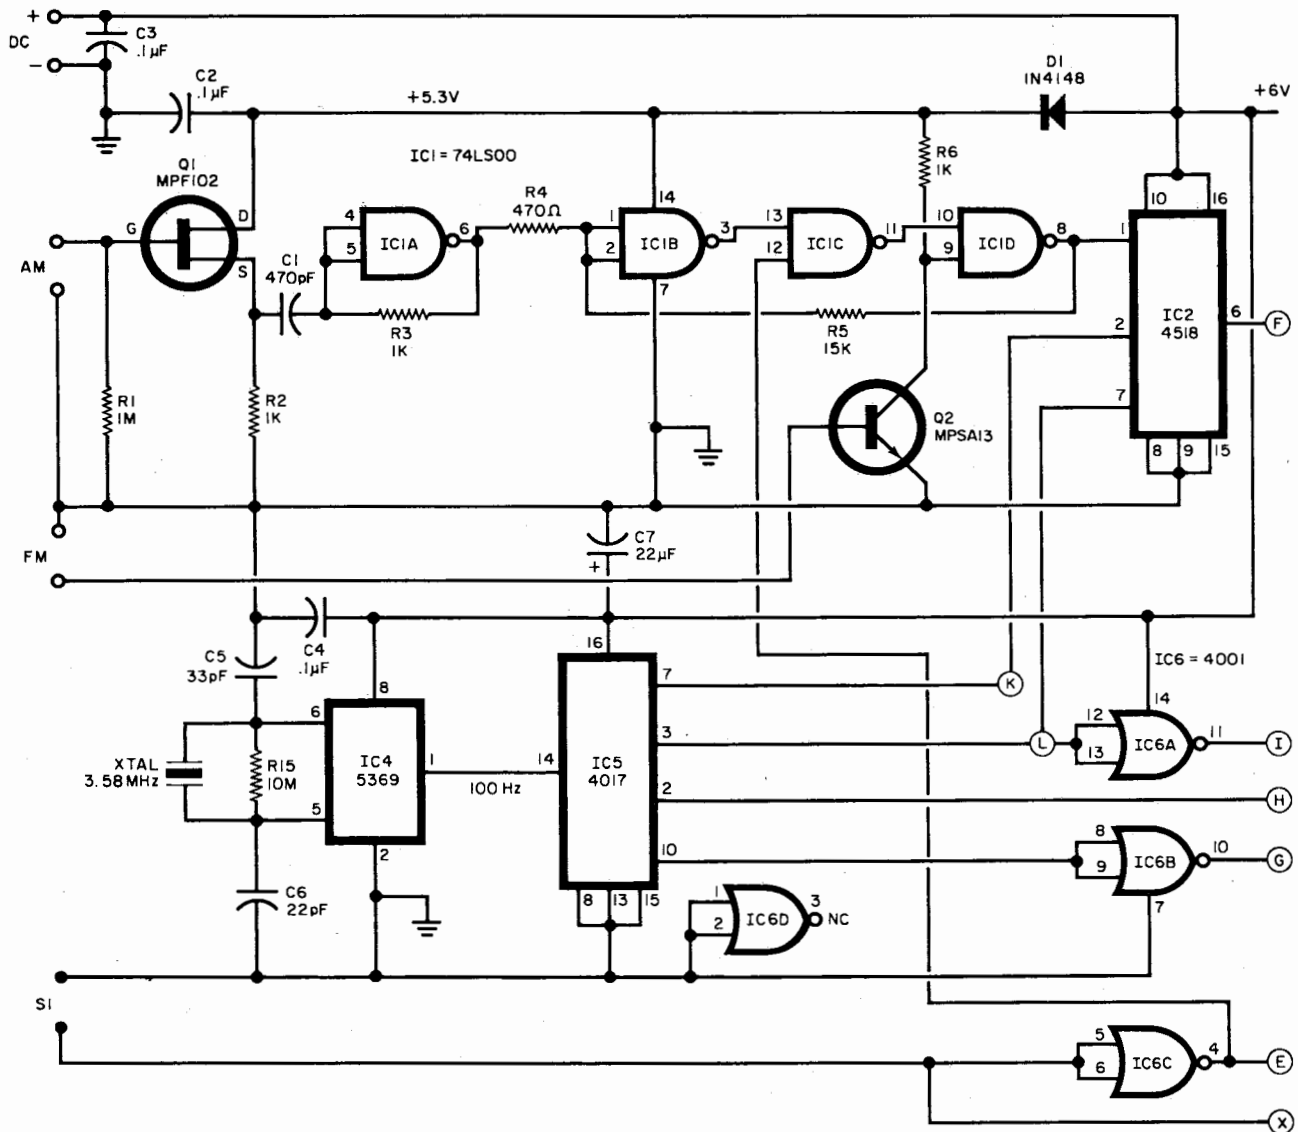 +
DC
−
C3
.1µF
C2
.1µF
+5.3V
D1
1N4148
+6V
Q1
MPF102
G
D
S
AM
R1
1M
R2
1K
C1
470pF
IC1 = 74LS00
4
5
IC1A
6
R3
1K
R4
470Ω
14
1
2
IC1B
3
7
13
12
IC1C
11
R6
1K
10
9
IC1D
8
R5
15K
Q2
MPSA13
10
16
1
2
7
IC2
4518
6
F
8
9
15
FM
C7
22µF
+
C4
.1µF
C5
33pF
XTAL
3.58MHz
R15
10M
C6
22pF
8
6
5
IC4
5369
1
2
100 Hz
16
14
IC5
4017
7
3
2
10
8
13
15
K
L
IC6 = 4001
14
12
13
IC6A
11
I
H
8
9
IC6B
10
G
7
1
2
IC6D
3
NC
S1
5
6
IC6C
4
E
X